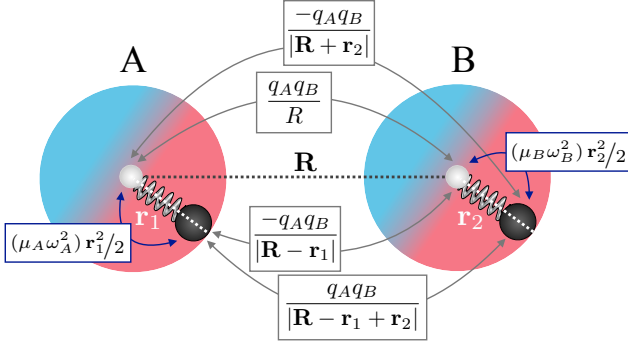 A
B
-q_A q_B / |R + r_2|
q_A q_B / R
R
(μ_B ω_B^2) r_2^2/2
r_1
r_2
(μ_A ω_A^2) r_1^2/2
-q_A q_B / |R - r_1|
q_A q_B / |R - r_1 + r_2|